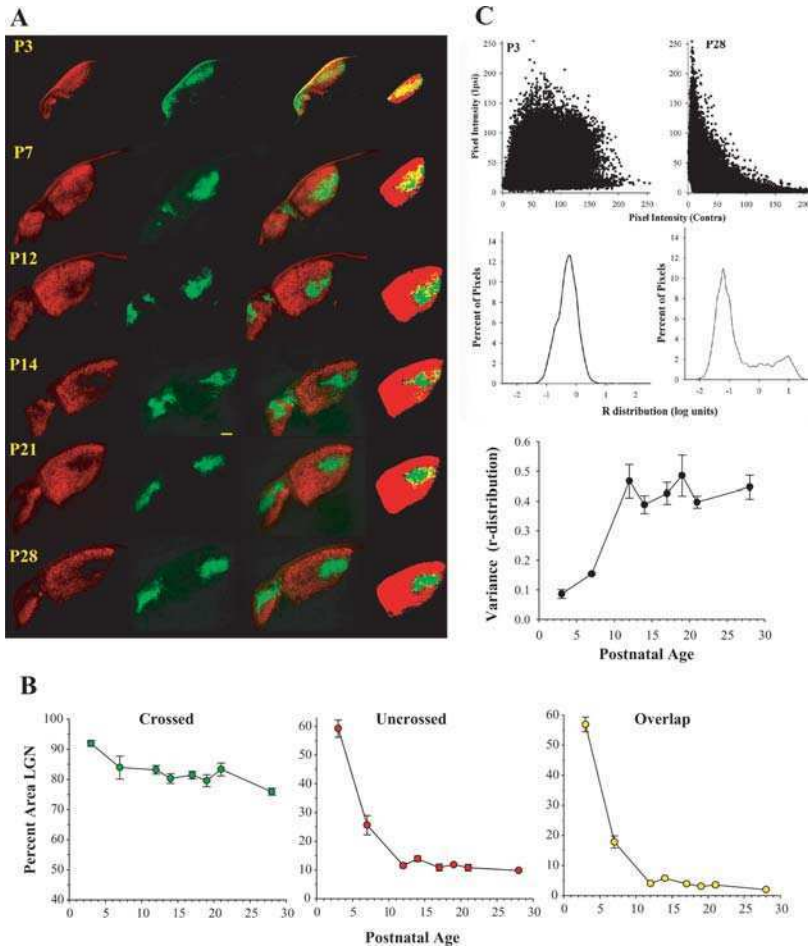 A
P3
P7
P12
P14
P21
P28
C
P3
P28
Pixel Intensity (Ipsi)
250
200
150
100
50
0
0 50 100 150 200 250
250
200
150
100
50
0
0 50 100 150 200
Pixel Intensity (Contra)
Percent of Pixels
14
12
10
8
6
4
2
0
-2 -1 0 1 2
Percent of Pixels
14
12
10
8
6
4
2
0
-2 -1 0 1
R distribution (log units)
Variance (r-distribution)
0.6
0.5
0.4
0.3
0.2
0.1
0.0
0 5 10 15 20 25 30
Postnatal Age
B
Crossed
Percent Area LGN
100
90
80
70
60
50
40
0 5 10 15 20 25 30
Uncrossed
60
50
40
30
20
10
0
0 5 10 15 20 25 30
Overlap
60
50
40
30
20
10
0
0 5 10 15 20 25 30
Postnatal Age